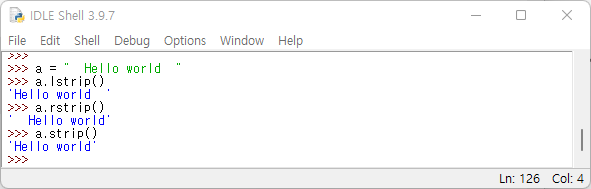 IDLE Shell 3.9.7
File Edit Shell Debug Options Window Help
>>>
>>> a = "  Hello world  "
>>> a.lstrip()
'Hello world  '
>>> a.rstrip()
'  Hello world'
>>> a.strip()
'Hello world'
>>>
Ln: 126 Col: 4